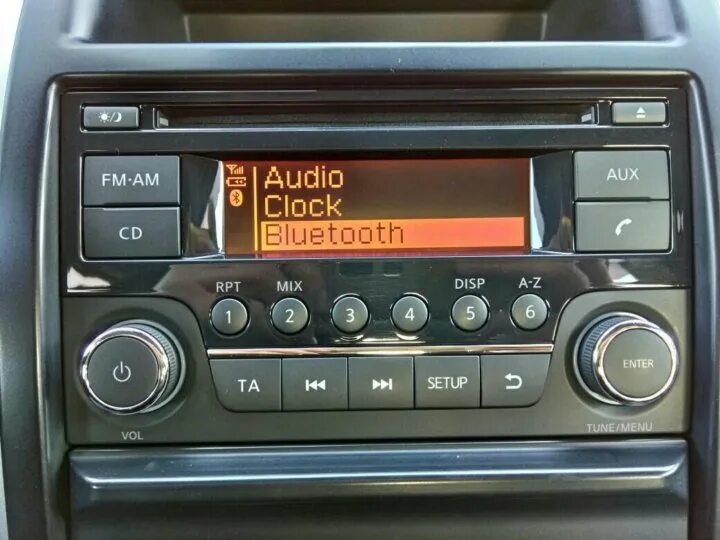 FM·AM
CD
Audio
Clock
Bluetooth
AUX
RPT MIX DISP A-Z
1 2 3 4 5 6
TA SETUP
ENTER
VOL
TUNE/MENU